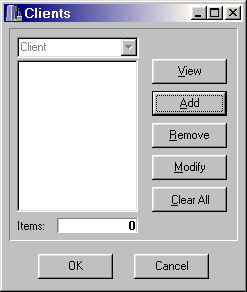 Clients
Client
View
Add
Remove
Modify
Clear All
Items: 0
OK Cancel